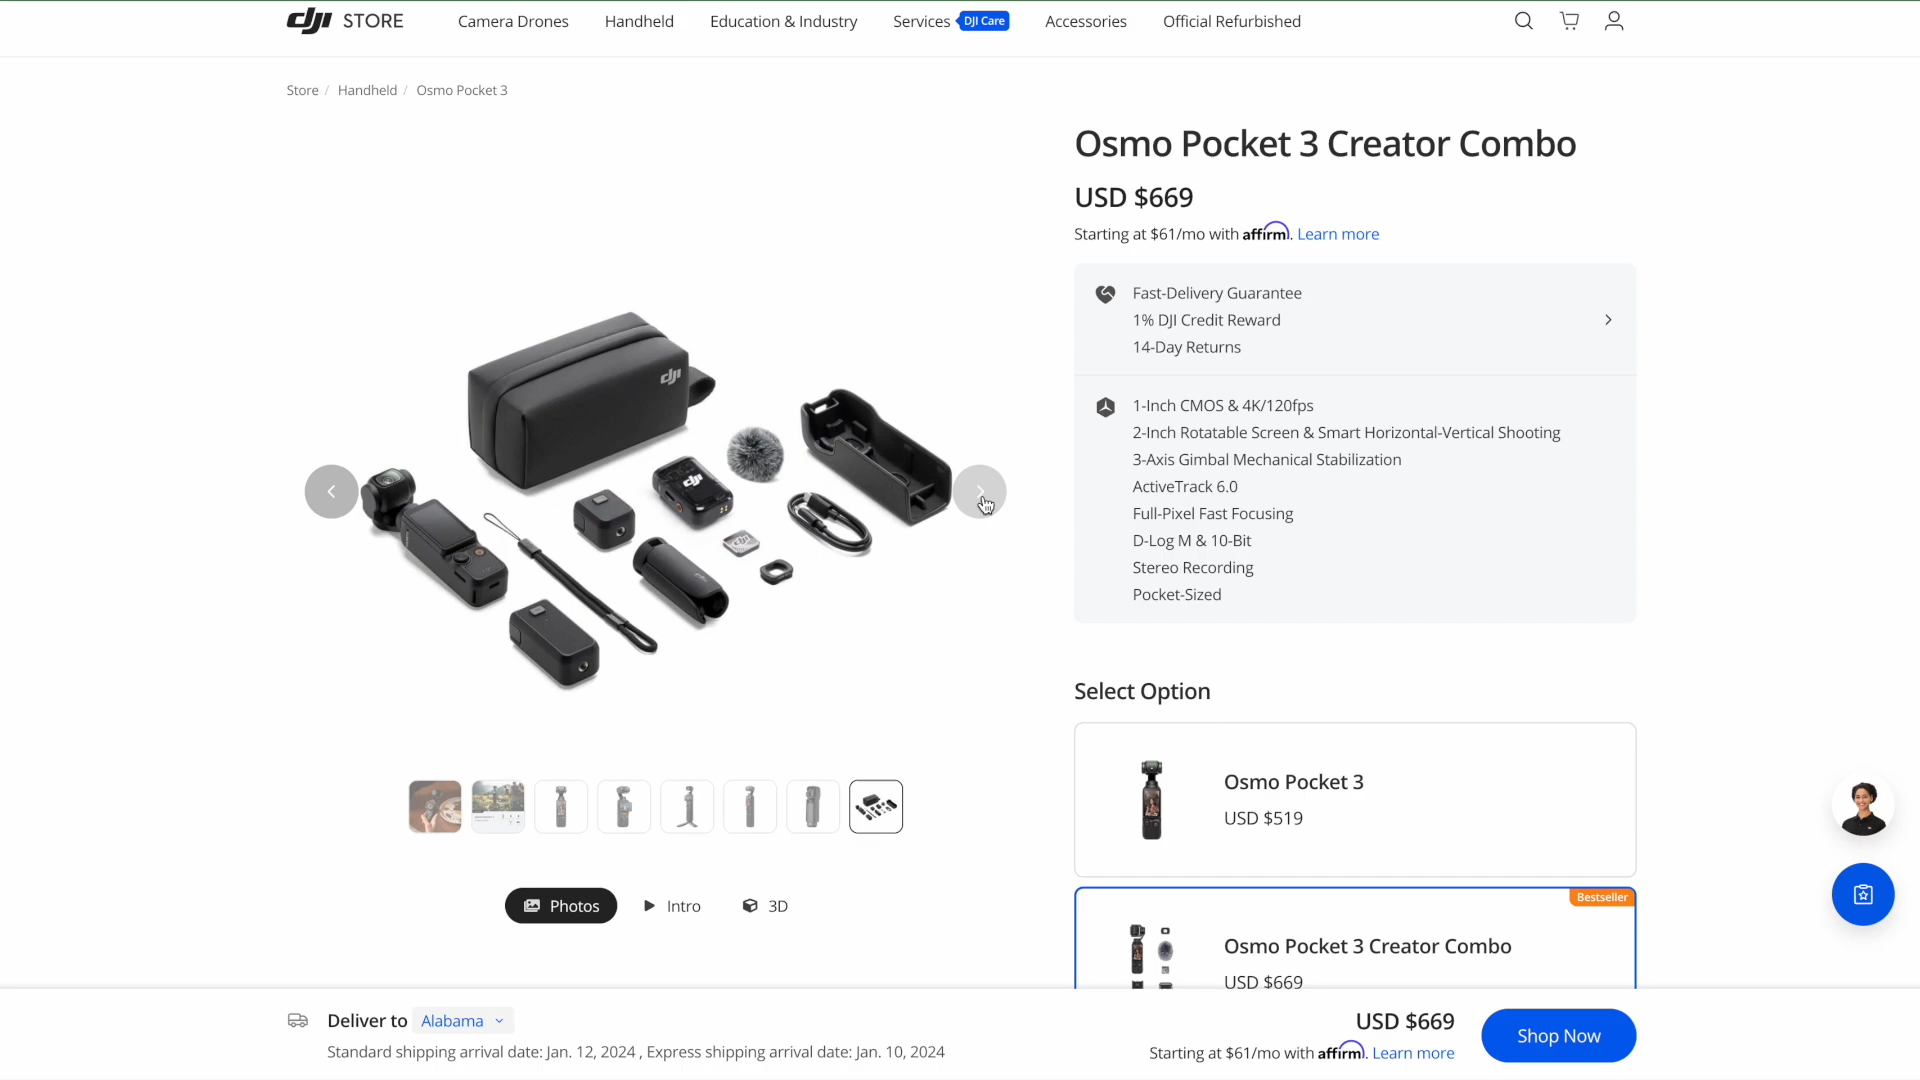 dji STORE
Camera Drones
Handheld
Education & Industry
Services
DJI Care
Accessories
Official Refurbished
Store / Handheld / Osmo Pocket 3
Osmo Pocket 3 Creator Combo
USD $669
Starting at $61/mo with affirm. Learn more
Fast-Delivery Guarantee
1% DJI Credit Reward
14-Day Returns
1-Inch CMOS & 4K/120fps
2-Inch Rotatable Screen & Smart Horizontal-Vertical Shooting
3-Axis Gimbal Mechanical Stabilization
ActiveTrack 6.0
Full-Pixel Fast Focusing
D-Log M & 10-Bit
Stereo Recording
Pocket-Sized
dji
dji
Select Option
Osmo Pocket 3
USD $519
Bestseller
Osmo Pocket 3 Creator Combo
USD $669
Photos
Intro
3D
Deliver to Alabama
Standard shipping arrival date: Jan. 12, 2024 , Express shipping arrival date: Jan. 10, 2024
USD $669
Starting at $61/mo with affirm. Learn more
Shop Now